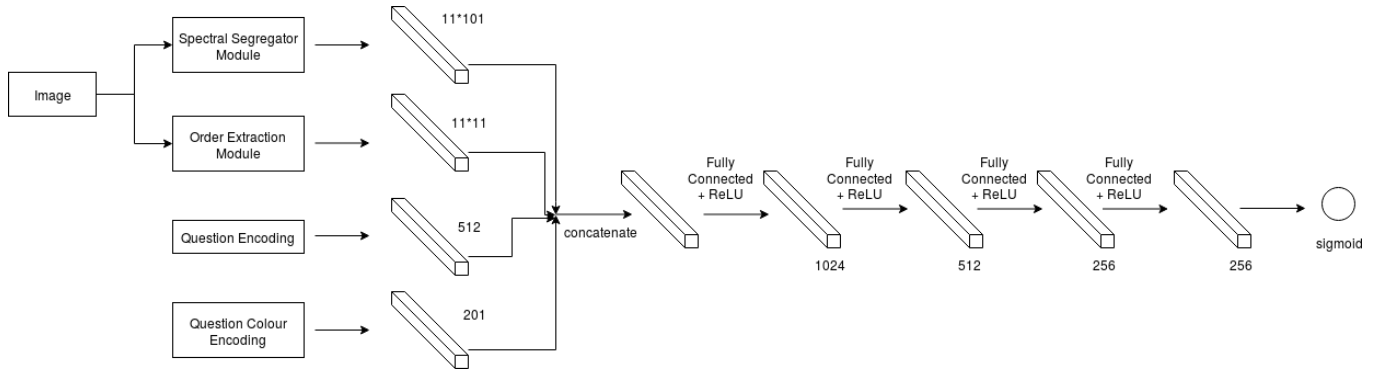 Image
Spectral Segregator
Module
11*101
Order Extraction
Module
11*11
Question Encoding
512
Question Colour
Encoding
201
concatenate
Fully
Connected
+ ReLU
1024
Fully
Connected
+ ReLU
512
Fully
Connected
+ ReLU
256
Fully
Connected
+ ReLU
256
sigmoid